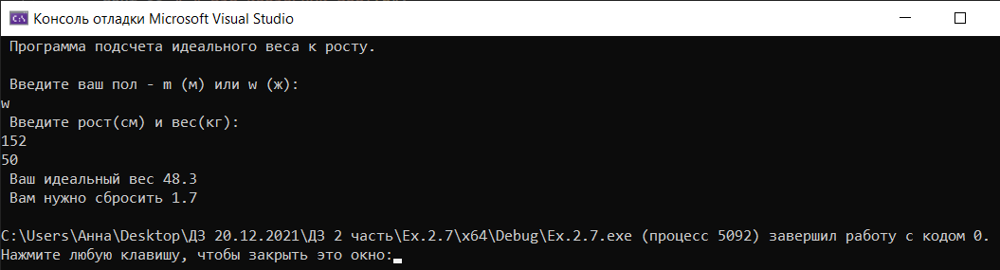 Консоль отладки Microsoft Visual Studio
Программа подсчета идеального веса к росту.
Введите ваш пол - m (м) или w (ж):
w
Введите рост(см) и вес(кг):
152
50
Ваш идеальный вес 48.3
Вам нужно сбросить 1.7
C:\Users\Анна\Desktop\ДЗ 20.12.2021\ДЗ 2 часть\Ex.2.7\x64\Debug\Ex.2.7.exe (процесс 5092) завершил работу с кодом 0.
Нажмите любую клавишу, чтобы закрыть это окно: